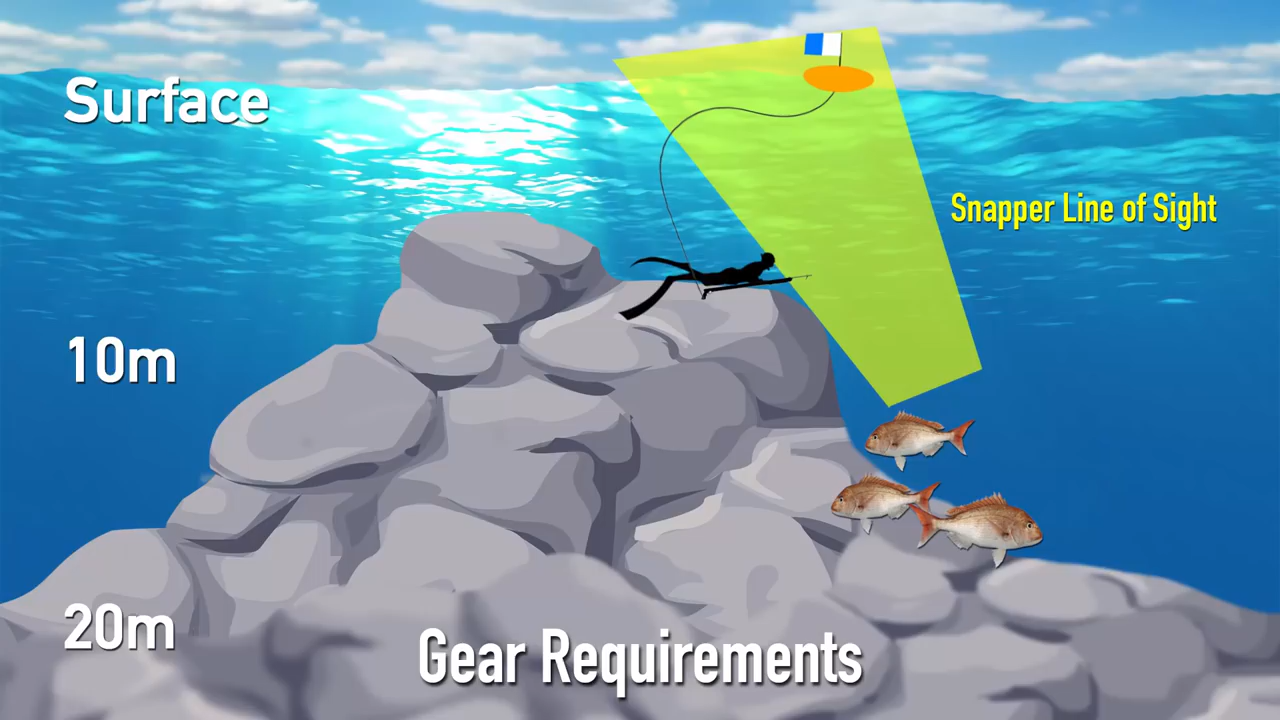 Surface
Snapper Line of Sight
10m
20m
Gear Requirements